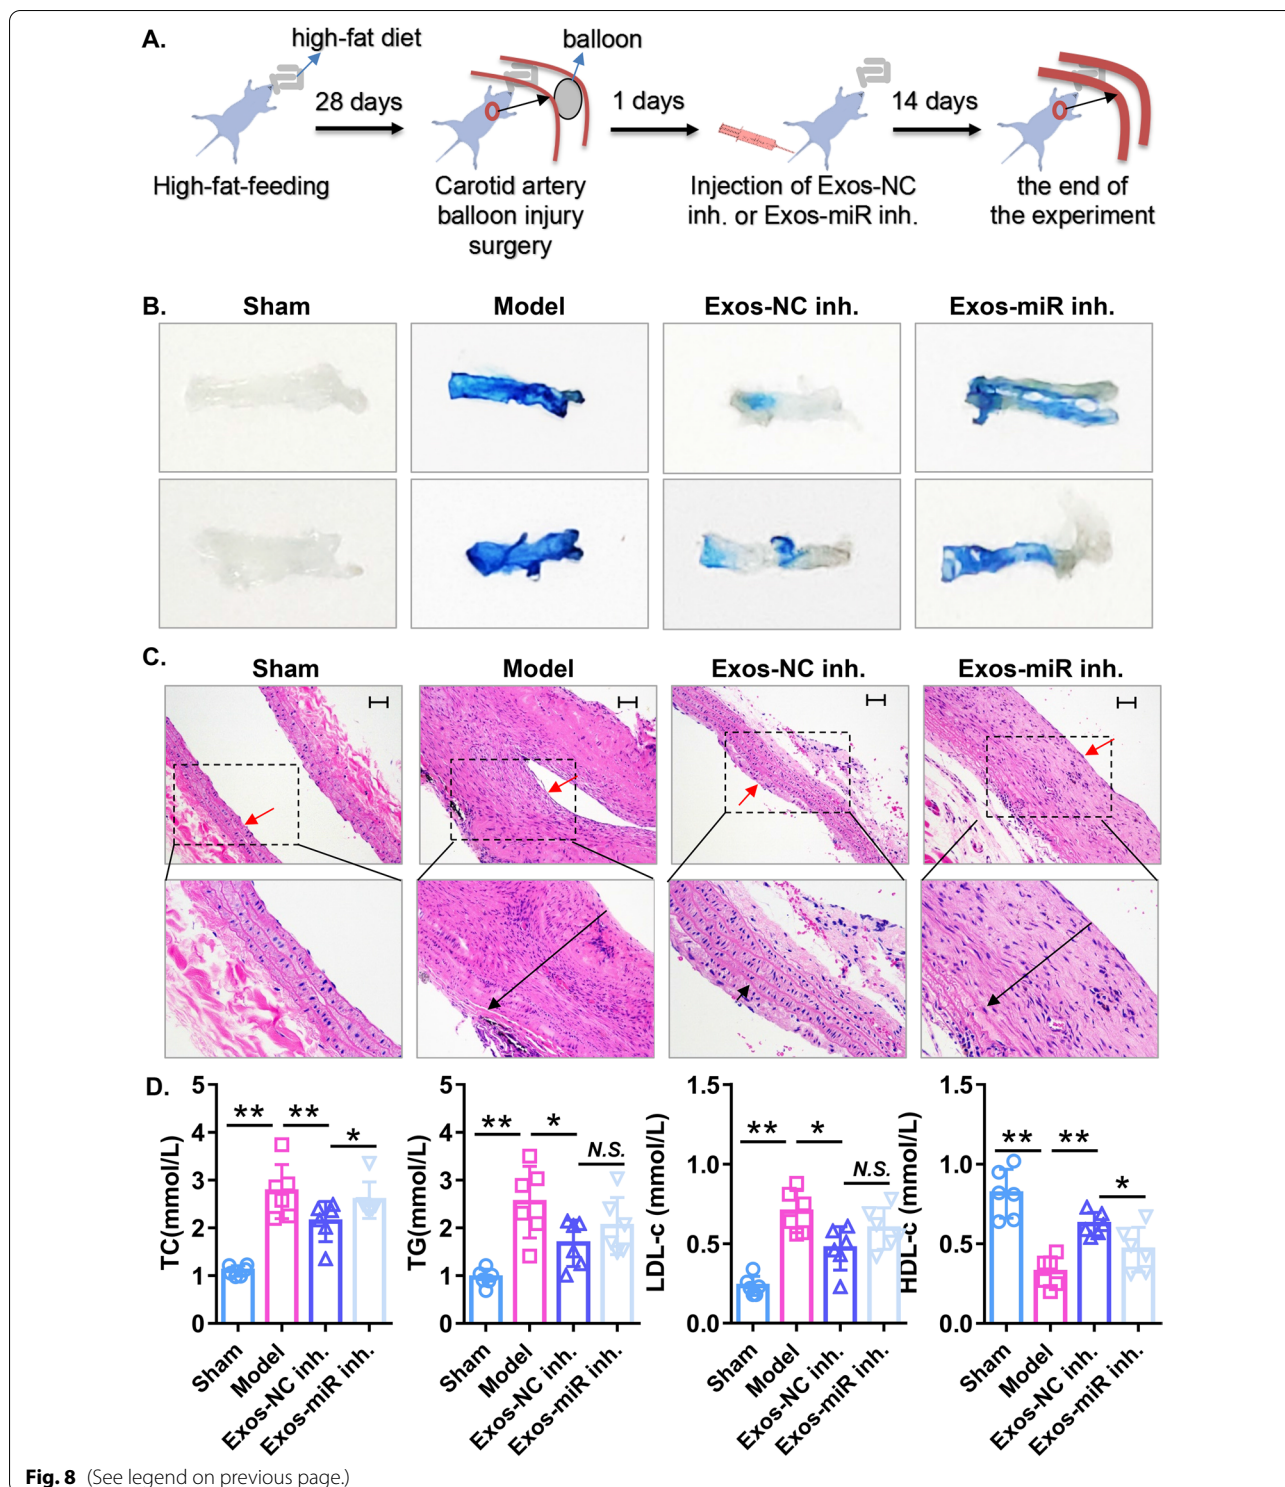 A.
high-fat diet
balloon
28 days
1 days
14 days
High-fat-feeding
Carotid artery
balloon injury
surgery
Injection of Exos-NC
inh. or Exos-miR inh.
the end of
the experiment
B.
Sham
Model
Exos-NC inh.
Exos-miR inh.
C.
Sham
Model
Exos-NC inh.
Exos-miR inh.
D.
TC(mmol/L)
5
4
3
2
1
0
**
**
*
Sham
Model
Exos-NC inh.
Exos-miR inh.
TG(mmol/L)
5
4
3
2
1
0
**
*
N.S.
Sham
Model
Exos-NC inh.
Exos-miR inh.
LDL-c (mmol/L)
1.5
1.0
0.5
0.0
**
*
N.S.
Sham
Model
Exos-NC inh.
Exos-miR inh.
HDL-c (mmol/L)
1.5
1.0
0.5
0.0
**
**
*
Sham
Model
Exos-NC inh.
Exos-miR inh.
Fig. 8 (See legend on previous page.)